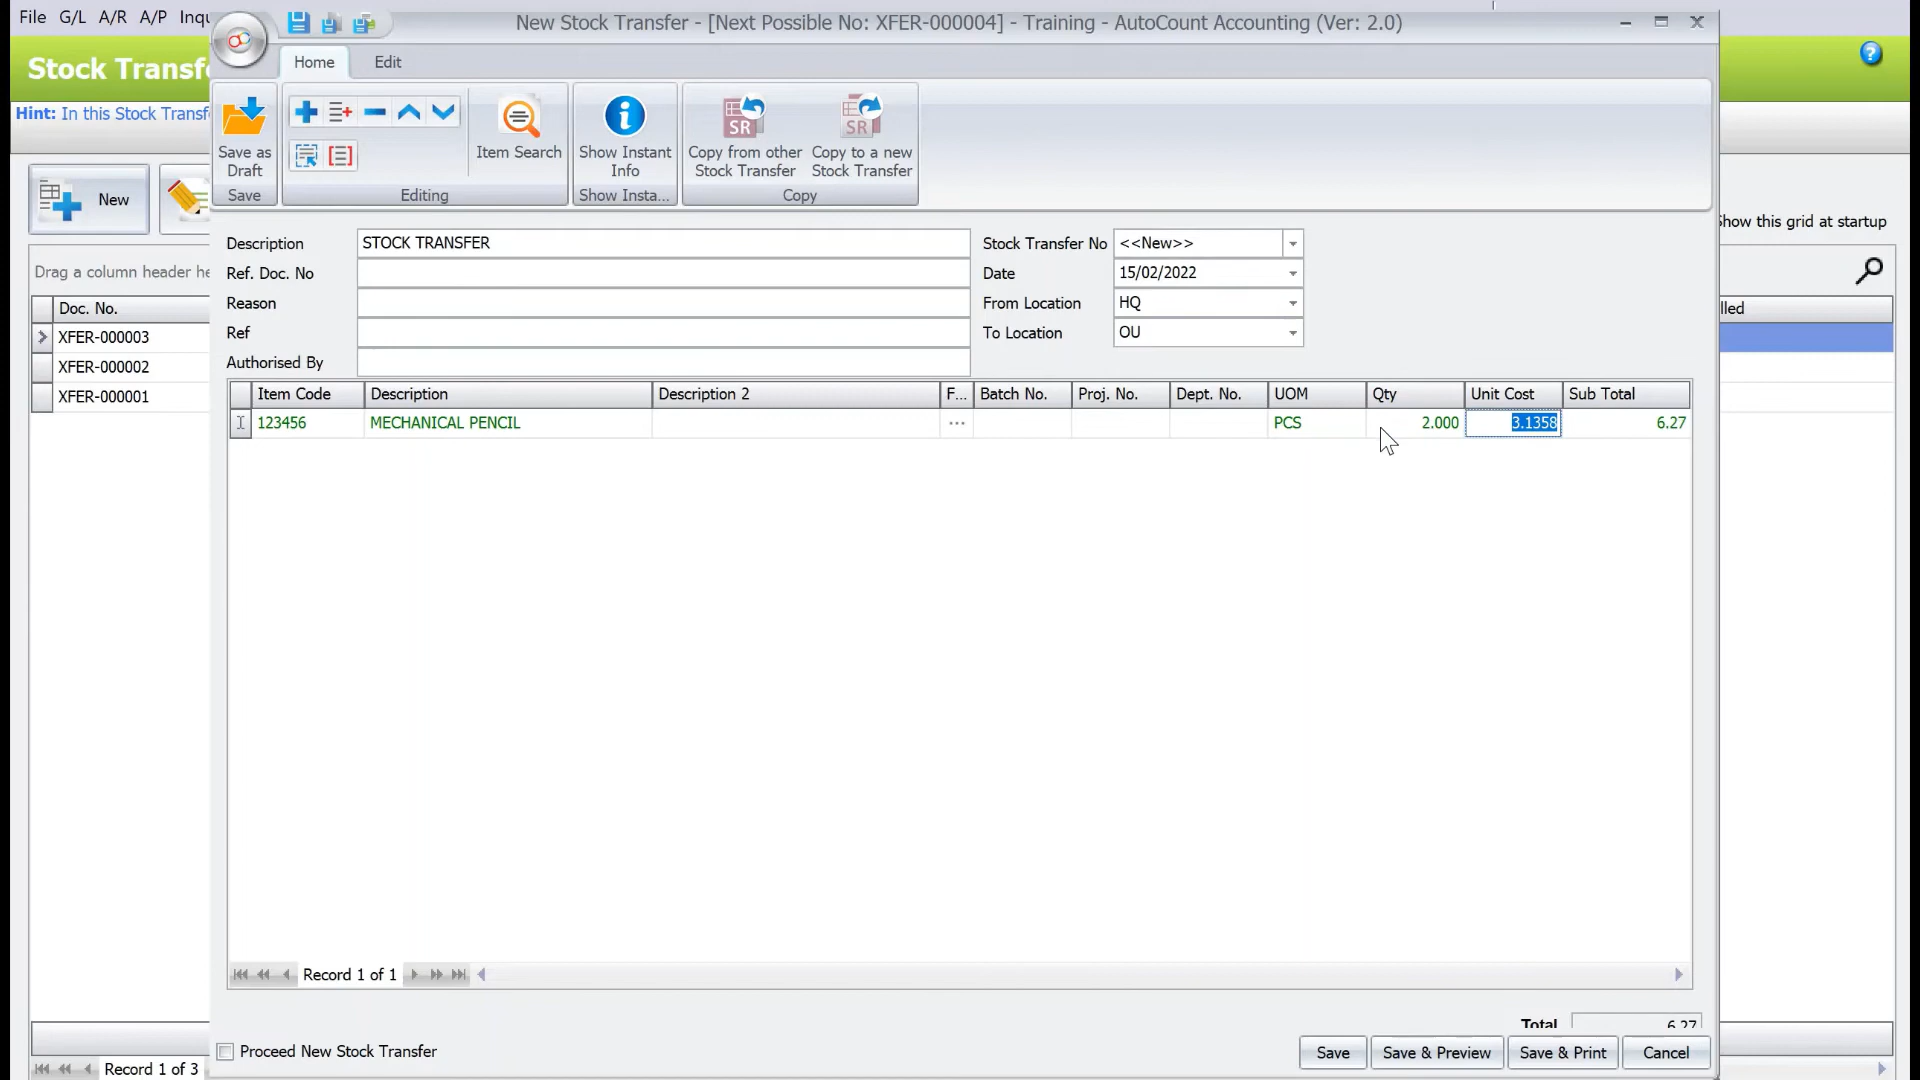 File G/L A/R A/P Inqu
New Stock Transfer - [Next Possible No: XFER-000004] - Training - AutoCount Accounting (Ver: 2.0)
Stock Transfe
Home Edit
Hint: In this Stock Transf
Save as Draft
Item Search
Show Instant Info
Copy from other Stock Transfer
Copy to a new Stock Transfer
SR SR
Save Editing Show Insta... Copy
New
Show this grid at startup
Description STOCK TRANSFER Stock Transfer No <<New>>
Ref. Doc. No Date 15/02/2022
Reason From Location HQ
Ref To Location OU
Authorised By
Drag a column header he
Doc. No. lled
XFER-000003
XFER-000002
XFER-000001
Item Code Description Description 2 F... Batch No. Proj. No. Dept. No. UOM Qty Unit Cost Sub Total
123456 MECHANICAL PENCIL ... PCS 2.000 3.1358 6.27
Record 1 of 1
Total 6.27
Proceed New Stock Transfer
Save Save & Preview Save & Print Cancel
Record 1 of 3